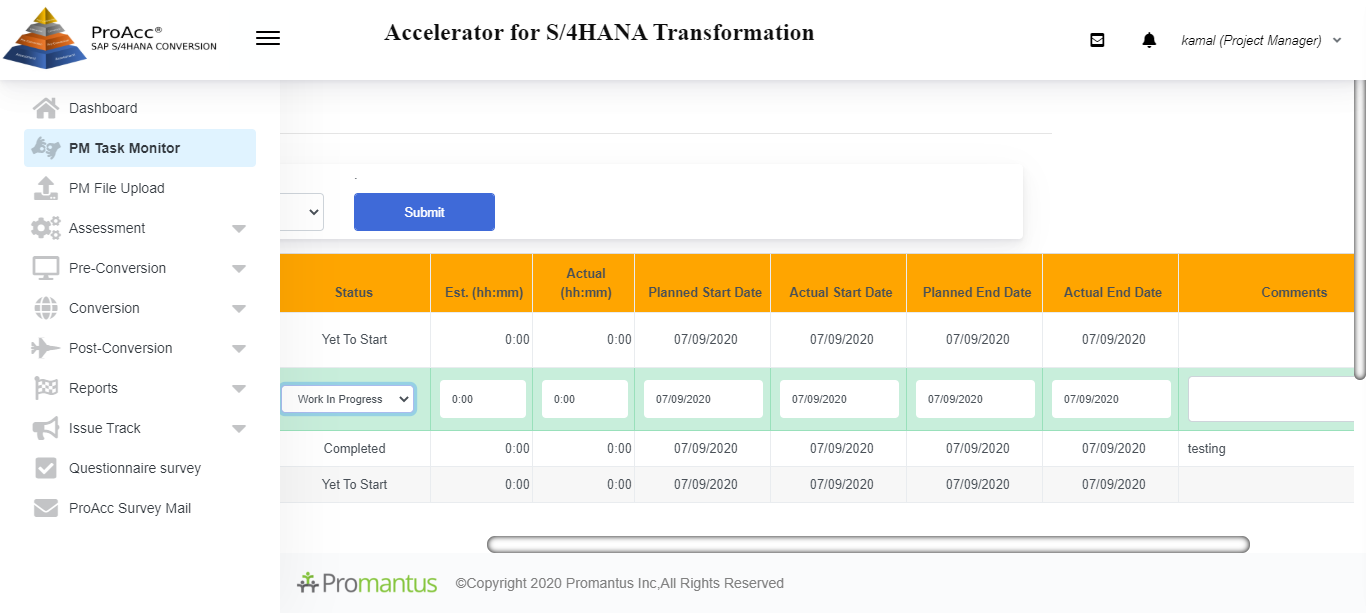 ProAcc®
SAP S/4HANA CONVERSION
Accelerator for S/4HANA Transformation
kamal (Project Manager)
Dashboard
PM Task Monitor
PM File Upload
Assessment
Pre-Conversion
Conversion
Post-Conversion
Reports
Issue Track
Questionnaire survey
ProAcc Survey Mail
.
Submit
Status Est. (hh:mm) Actual (hh:mm) Planned Start Date Actual Start Date Planned End Date Actual End Date Comments
Yet To Start 0:00 0:00 07/09/2020 07/09/2020 07/09/2020 07/09/2020
Work In Progress 0:00 0:00 07/09/2020 07/09/2020 07/09/2020 07/09/2020
Completed 0:00 0:00 07/09/2020 07/09/2020 07/09/2020 07/09/2020 testing
Yet To Start 0:00 0:00 07/09/2020 07/09/2020 07/09/2020 07/09/2020
Promantus ©Copyright 2020 Promantus Inc,All Rights Reserved